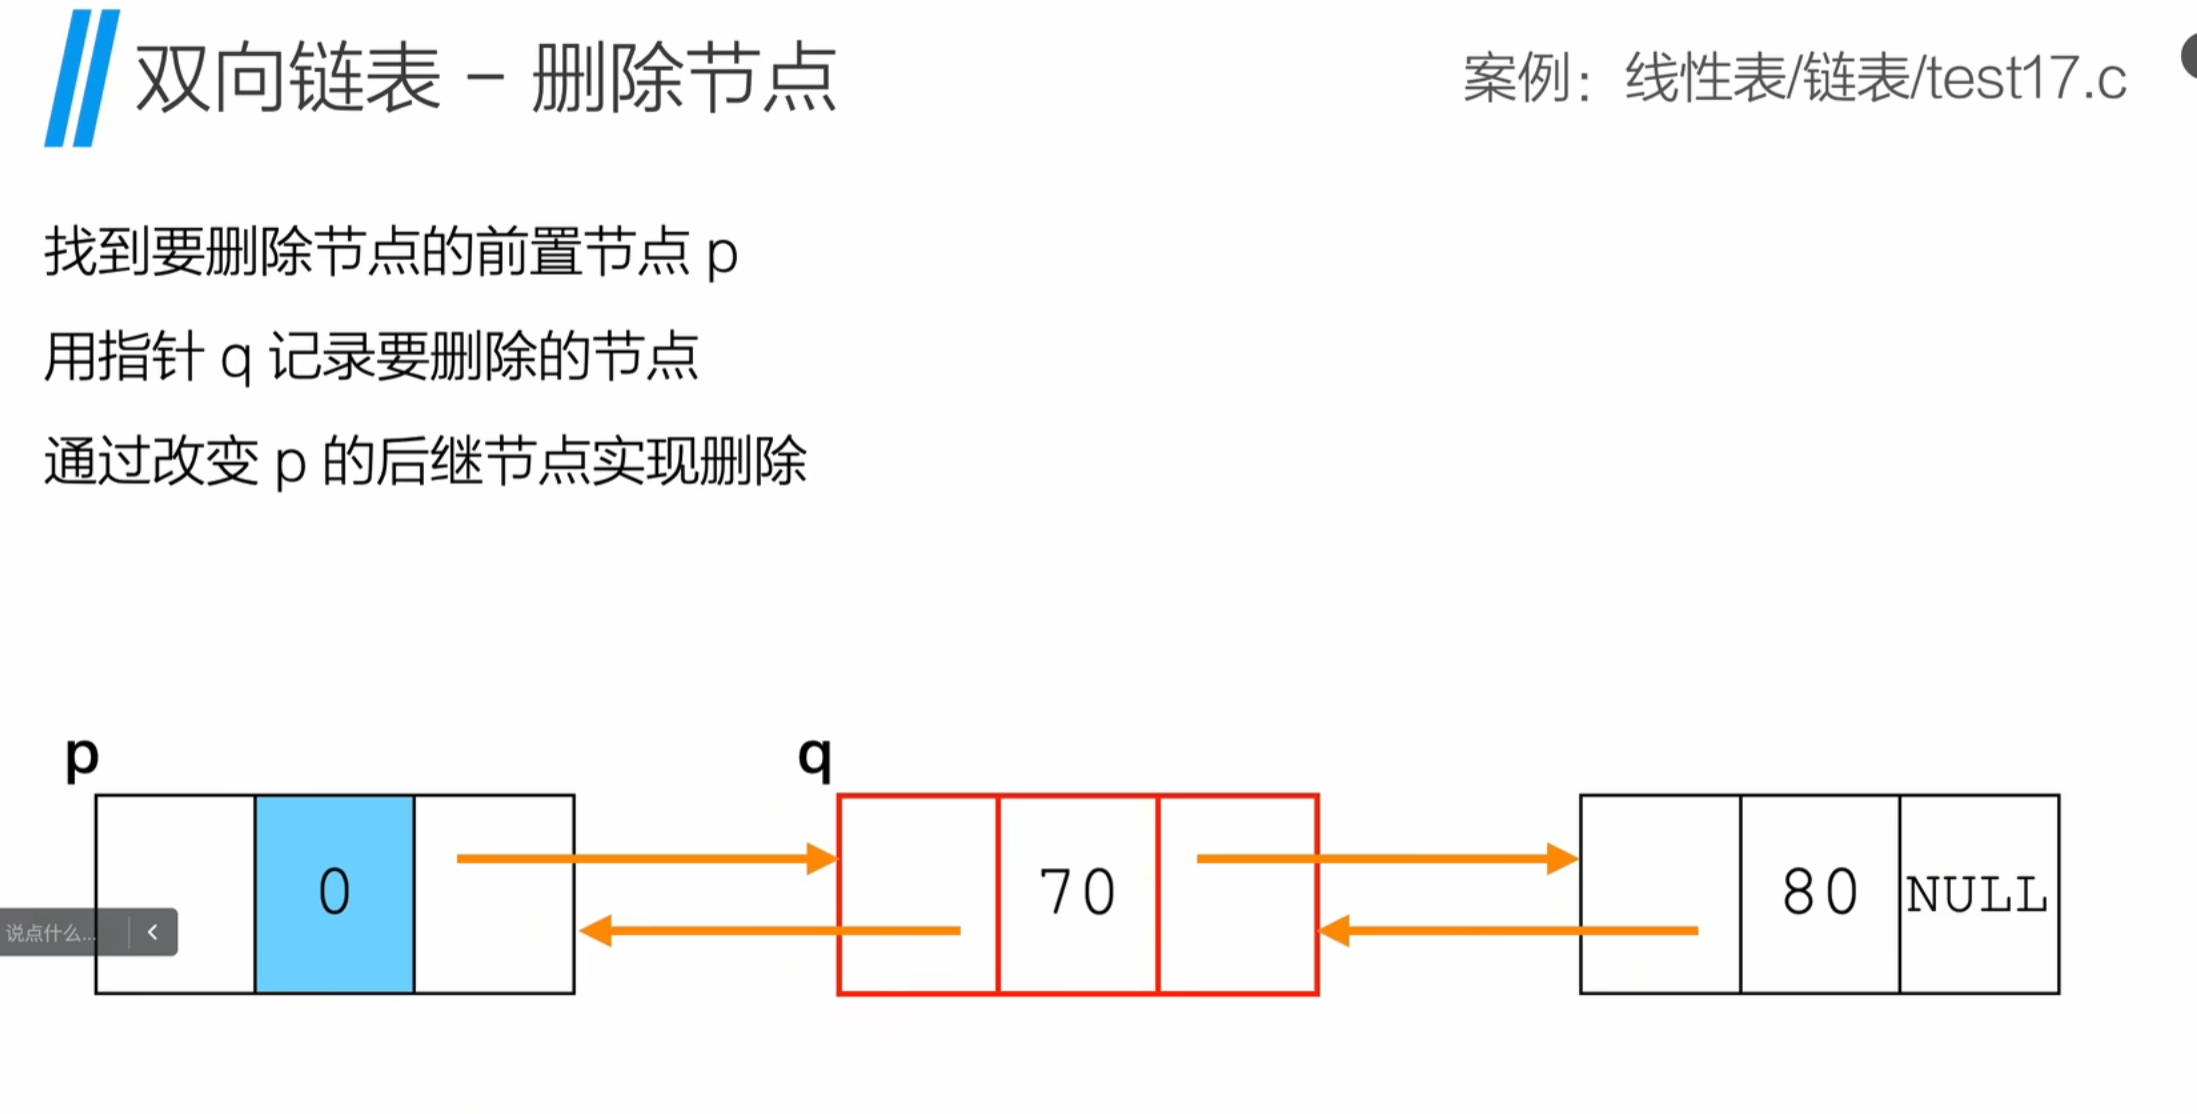 双向链表 - 删除节点
案例：线性表/链表/test17.c
找到要删除节点的前置节点 p
用指针 q 记录要删除的节点
通过改变 p 的后继节点实现删除
p
q
0
70
80
NULL
说点什么...